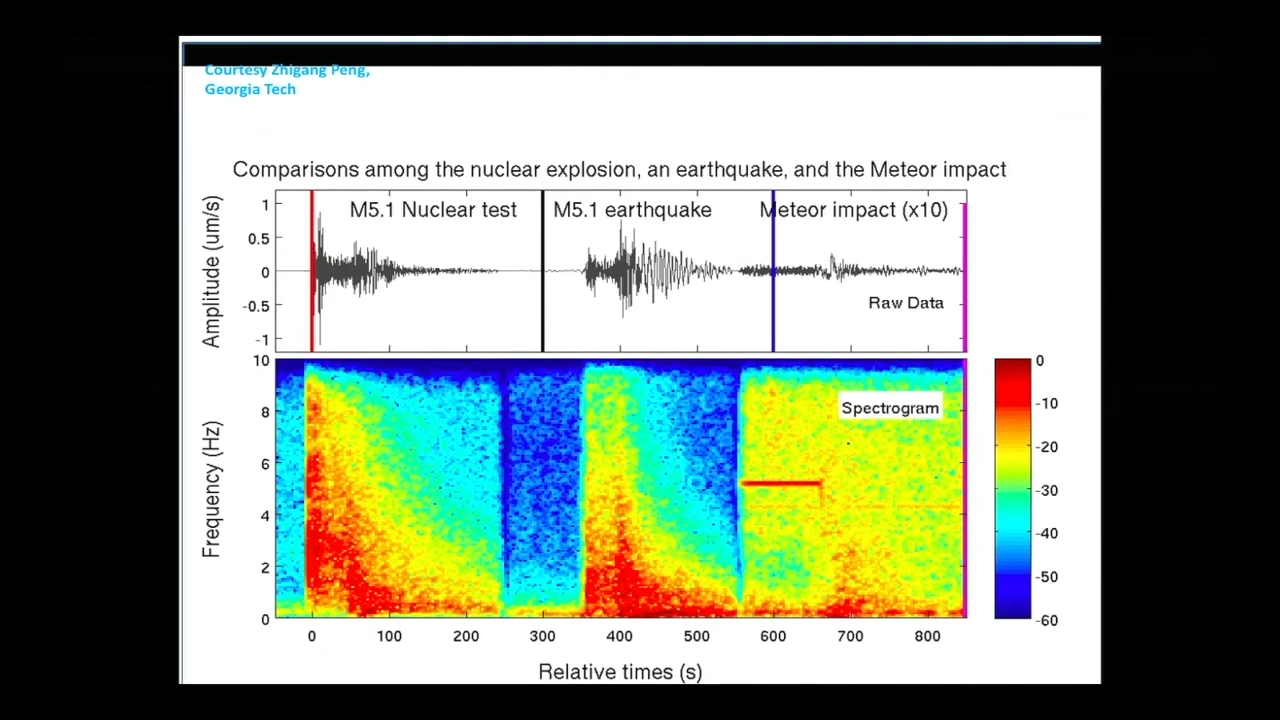 Courtesy Zhigang Peng,
Georgia Tech
Comparisons among the nuclear explosion, an earthquake, and the Meteor impact
Amplitude (um/s)
1
0.5
0
-0.5
-1
M5.1 Nuclear test
M5.1 earthquake
Meteor impact (x10)
Raw Data
Frequency (Hz)
10
8
6
4
2
0
Spectrogram
0
-10
-20
-30
-40
-50
-60
0 100 200 300 400 500 600 700 800
Relative times (s)